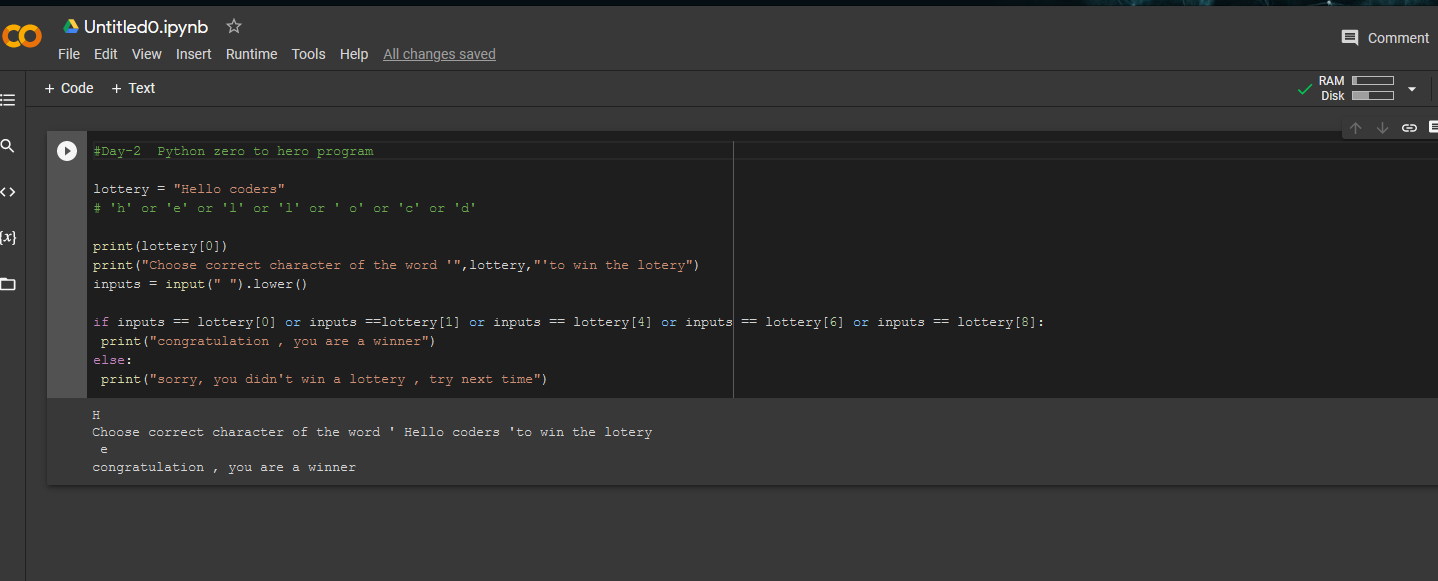 Untitled0.ipynb
File Edit View Insert Runtime Tools Help All changes saved
Comment
+ Code + Text
RAM
Disk
{x}
#Day-2  Python zero to hero program
lottery = "Hello coders"
# 'h' or 'e' or 'l' or 'l' or ' o' or 'c' or 'd'
print(lottery[0])
print("Choose correct character of the word '",lottery,"'to win the lotery")
inputs = input(" ").lower()
if inputs == lottery[0] or inputs ==lottery[1] or inputs == lottery[4] or inputs == lottery[6] or inputs == lottery[8]:
 print("congratulation , you are a winner")
else:
 print("sorry, you didn't win a lottery , try next time")
H
Choose correct character of the word ' Hello coders 'to win the lotery
 e
congratulation , you are a winner